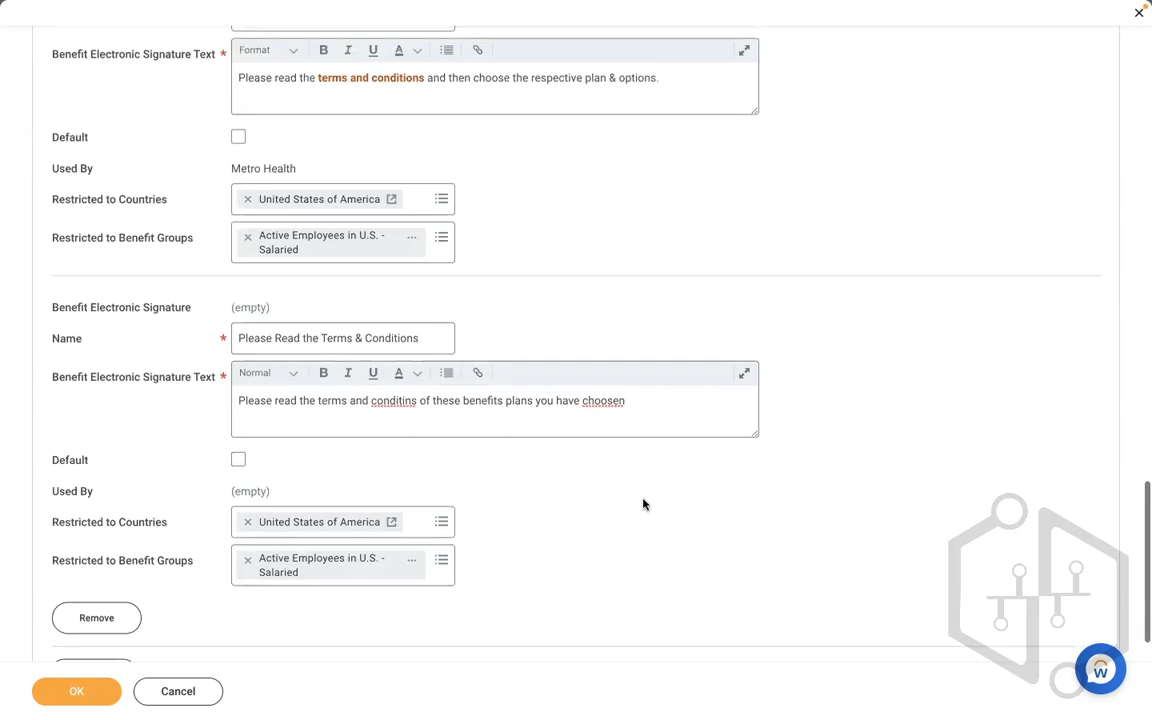 Benefit Electronic Signature Text *
Format B I U A
Please read the terms and conditions and then choose the respective plan & options.
Default
Used By Metro Health
Restricted to Countries
United States of America
Restricted to Benefit Groups
Active Employees in U.S. -
Salaried
Benefit Electronic Signature (empty)
Name * Please Read the Terms & Conditions
Benefit Electronic Signature Text *
Normal B I U A
Please read the terms and conditins of these benefits plans you have choosen
Default
Used By (empty)
Restricted to Countries
United States of America
Restricted to Benefit Groups
Active Employees in U.S. -
Salaried
Remove
OK Cancel
W